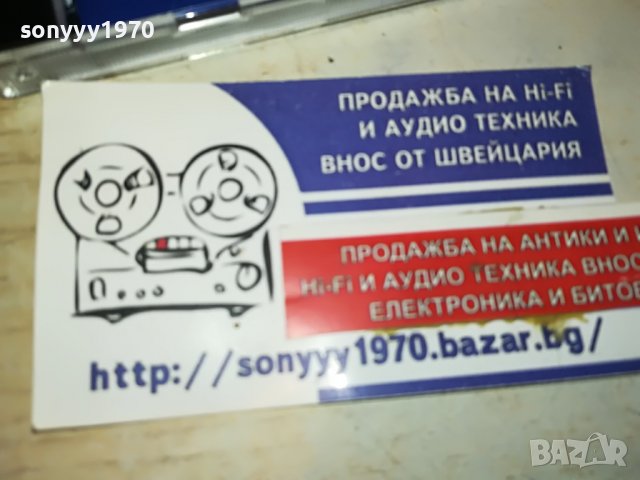 sonyyy1970
ПРОДАЖБА НА Hi-Fi
И АУДИО ТЕХНИКА
ВНОС ОТ ШВЕЙЦАРИЯ
ПРОДАЖБА НА АНТИКИ И
Hi-Fi И АУДИО ТЕХНИКА ВНОС
ЕЛЕКТРОНИКА И БИТОВ
http://sonyyy1970.bazar.bg/
BAZAR
bg